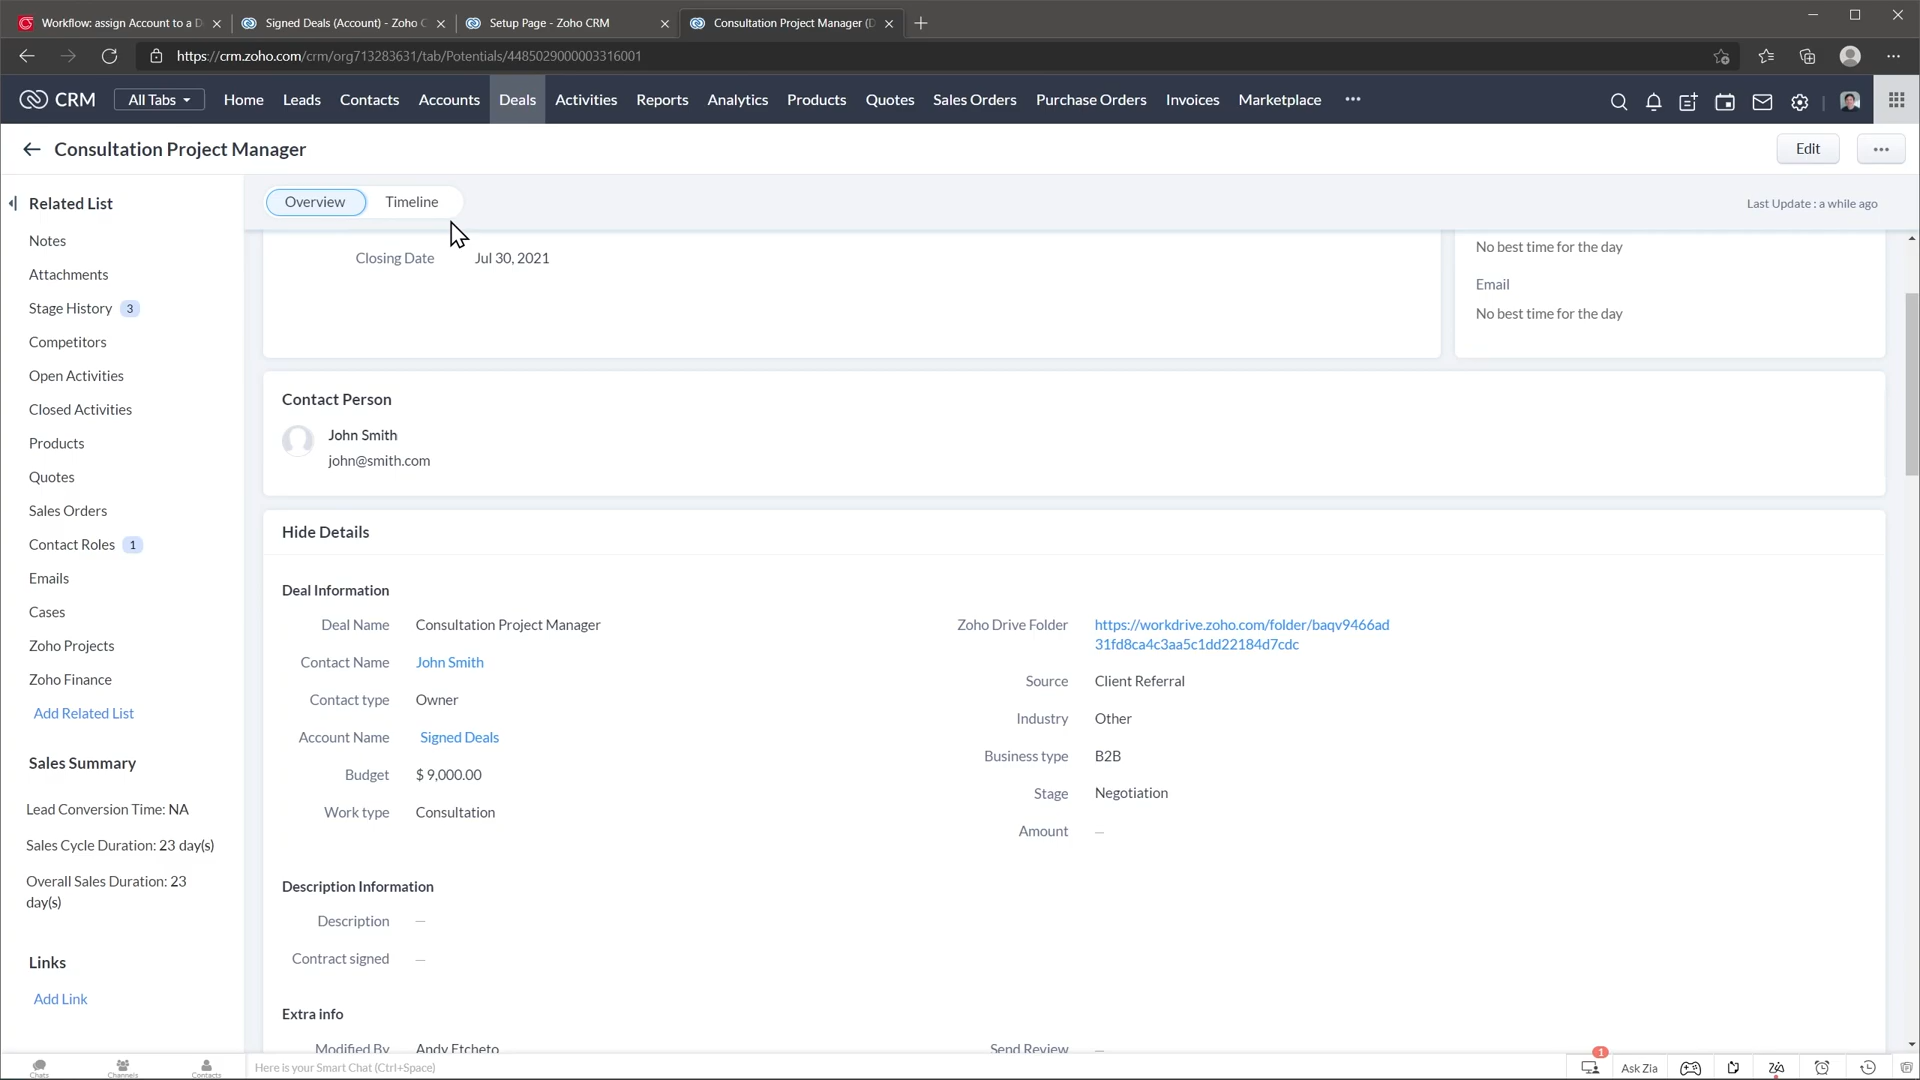 Workflow: assign Account to a D
Signed Deals (Account) - Zoho C
Setup Page - Zoho CRM
Consultation Project Manager (D
https://crm.zoho.com/crm/org713283631/tab/Potentials/4485029000003316001
CRM
All Tabs
Home
Leads
Contacts
Accounts
Deals
Activities
Reports
Analytics
Products
Quotes
Sales Orders
Purchase Orders
Invoices
Marketplace
Consultation Project Manager
Edit
Related List
Notes
Attachments
Stage History 3
Competitors
Open Activities
Closed Activities
Products
Quotes
Sales Orders
Contact Roles 1
Emails
Cases
Zoho Projects
Zoho Finance
Add Related List
Sales Summary
Lead Conversion Time: NA
Sales Cycle Duration: 23 day(s)
Overall Sales Duration: 23
day(s)
Links
Add Link
Overview
Timeline
Last Update : a while ago
Closing Date Jul 30, 2021
No best time for the day
Email
No best time for the day
Contact Person
John Smith
john@smith.com
Hide Details
Deal Information
Deal Name Consultation Project Manager
Contact Name John Smith
Contact type Owner
Account Name Signed Deals
Budget $ 9,000.00
Work type Consultation
Zoho Drive Folder https://workdrive.zoho.com/folder/baqv9466ad
31fd8ca4c3aa5c1dd22184d7cdc
Source Client Referral
Industry Other
Business type B2B
Stage Negotiation
Amount —
Description Information
Description —
Contract signed —
Extra info
Modified By Andy Etcheto
Send Review —
Chats
Channels
Contacts
Here is your Smart Chat (Ctrl+Space)
1
Ask Zia